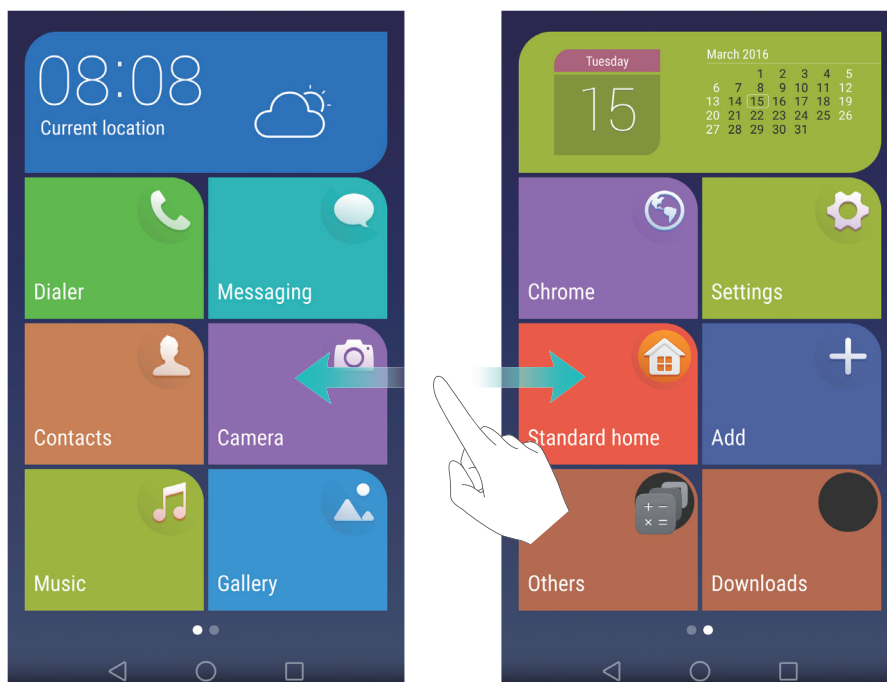 08:08
Current location
Dialer
Messaging
Contacts
Camera
Music
Gallery
Tuesday
15
March 2016
1 2 3 4 5
6 7 8 9 10 11 12
13 14 15 16 17 18 19
20 21 22 23 24 25 26
27 28 29 30 31
Chrome
Settings
Standard home
Add
Others
Downloads